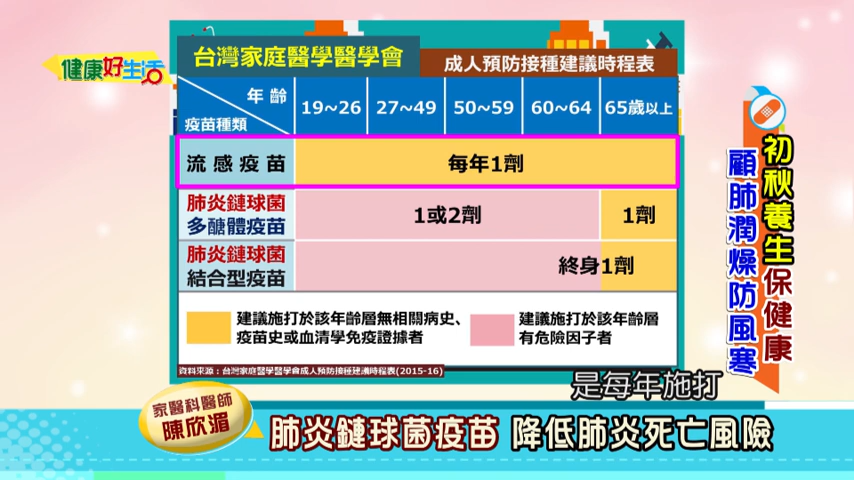 健康好生活
台灣家庭醫學醫學會
成人預防接種建議時程表
年齡
疫苗種類
19~26
27~49
50~59
60~64
65歲以上
流感疫苗
每年1劑
肺炎鏈球菌
多醣體疫苗
1或2劑
1劑
肺炎鏈球菌
結合型疫苗
終身1劑
建議施打於該年齡層無相關病史、
疫苗史或血清學免疫證據者
建議施打於該年齡層
有危險因子者
資料來源：台灣家庭醫學醫學會成人預防接種建議時程表(2015-16)
初秋養生保健康
顧肺潤燥防風寒
是每年施打
家醫科醫師
陳欣湄
肺炎鏈球菌疫苗 降低肺炎死亡風險